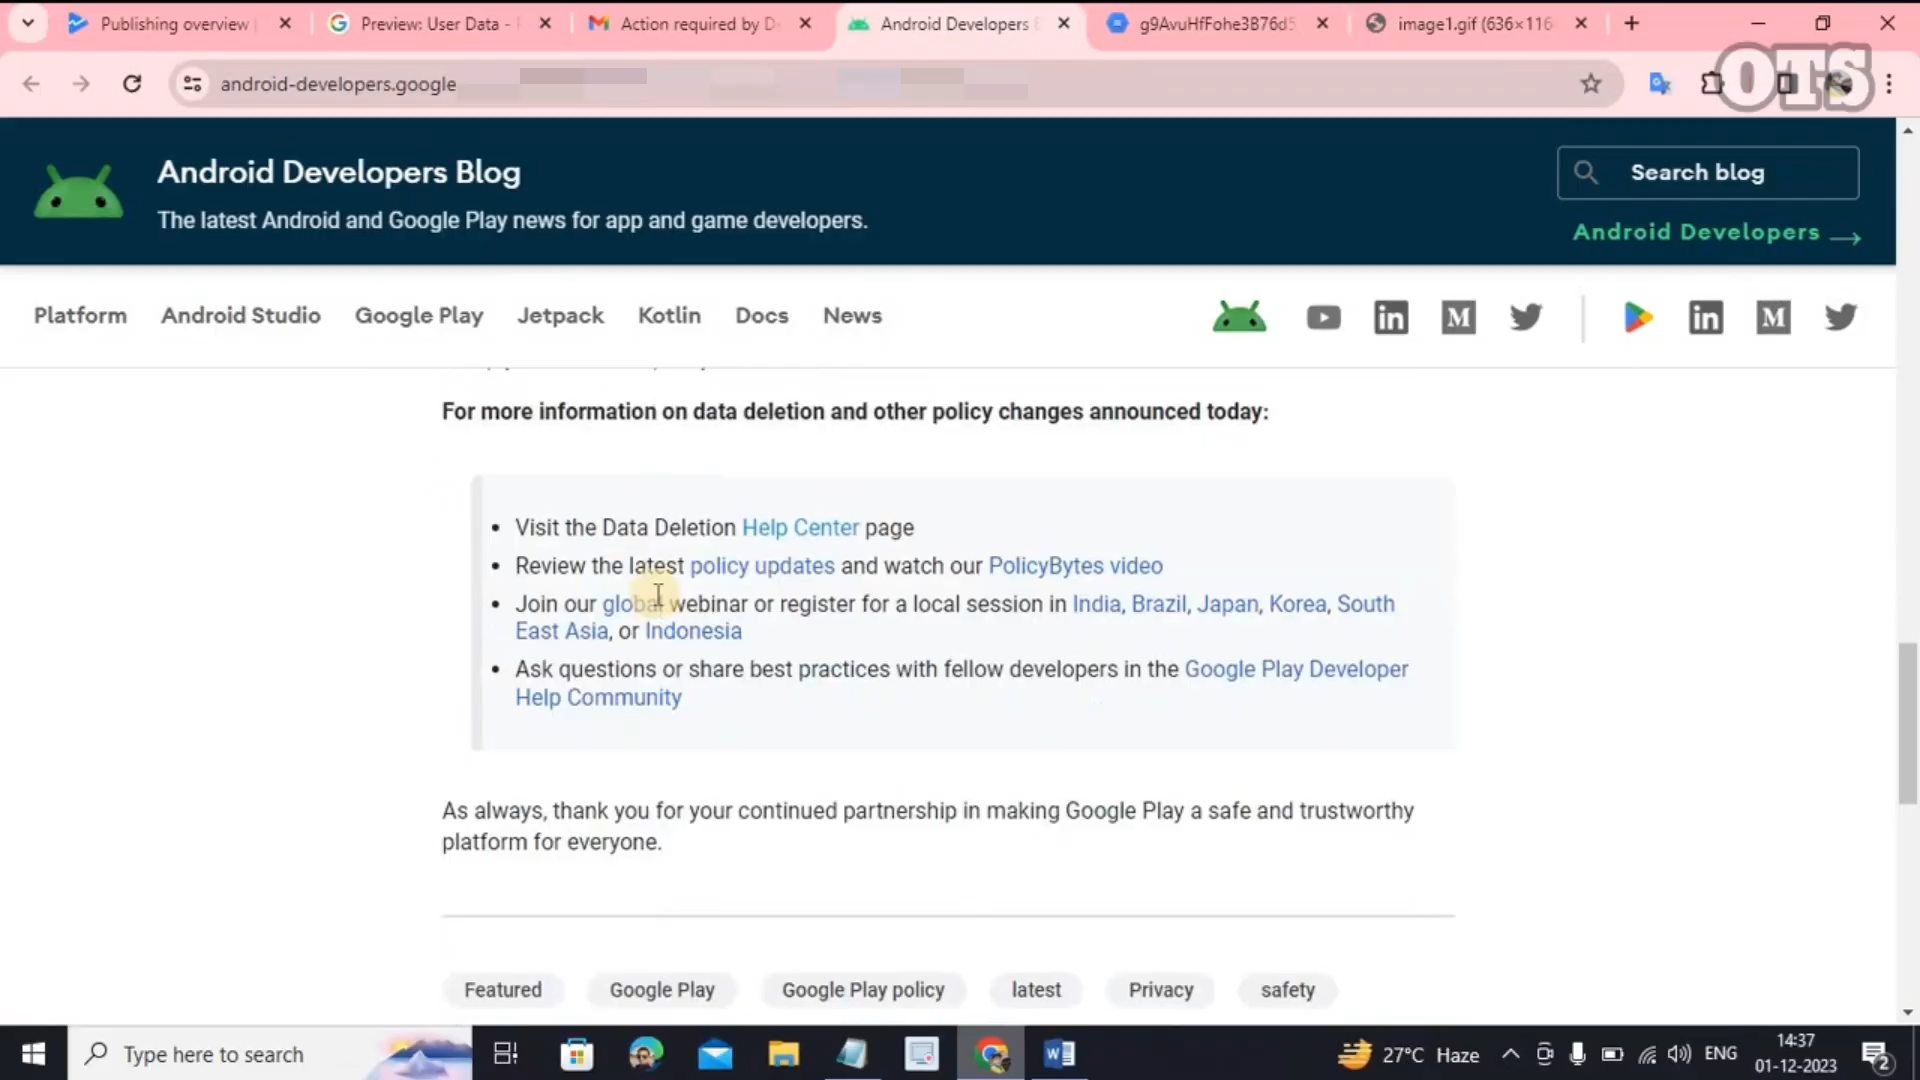 Publishing overview
Preview: User Data -
Action required by D
Android Developers B
g9AvuHfFohe3B76d5
image1.gif (636×116
android-developers.google
OTS
Android Developers Blog
The latest Android and Google Play news for app and game developers.
Search blog
Android Developers
Platform
Android Studio
Google Play
Jetpack
Kotlin
Docs
News
For more information on data deletion and other policy changes announced today:
• Visit the Data Deletion Help Center page
• Review the latest policy updates and watch our PolicyBytes video
• Join our global webinar or register for a local session in India, Brazil, Japan, Korea, South
East Asia, or Indonesia
• Ask questions or share best practices with fellow developers in the Google Play Developer
Help Community
As always, thank you for your continued partnership in making Google Play a safe and trustworthy
platform for everyone.
Featured
Google Play
Google Play policy
latest
Privacy
safety
Type here to search
27°C Haze
ENG
14:37
01-12-2023
2